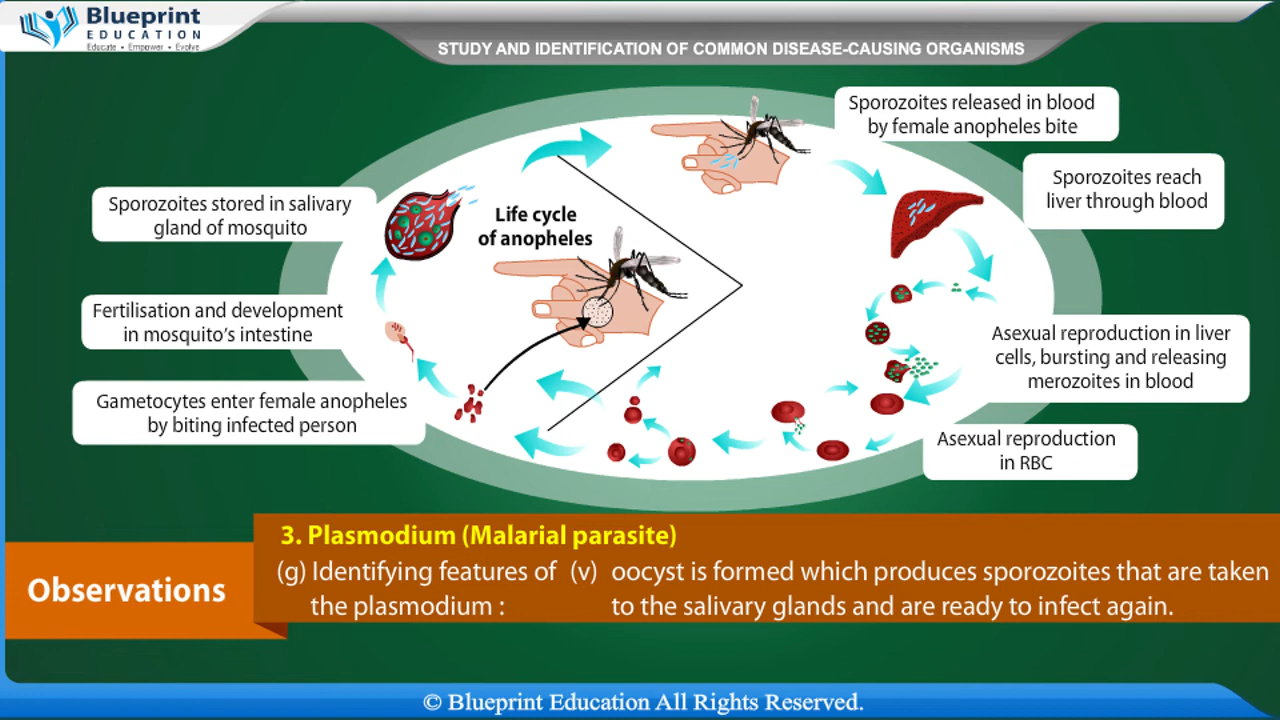 Blueprint
EDUCATION
Educate • Empower • Evolve
STUDY AND IDENTIFICATION OF COMMON DISEASE-CAUSING ORGANISMS
Sporozoites released in blood
by female anopheles bite
Sporozoites reach
liver through blood
Sporozoites stored in salivary
gland of mosquito
Life cycle
of anopheles
Fertilisation and development
in mosquito's intestine
Asexual reproduction in liver
cells, bursting and releasing
merozoites in blood
Gametocytes enter female anopheles
by biting infected person
Asexual reproduction
in RBC
Observations
3. Plasmodium (Malarial parasite)
(g) Identifying features of (v) oocyst is formed which produces sporozoites that are taken
the plasmodium : to the salivary glands and are ready to infect again.
© Blueprint Education All Rights Reserved.